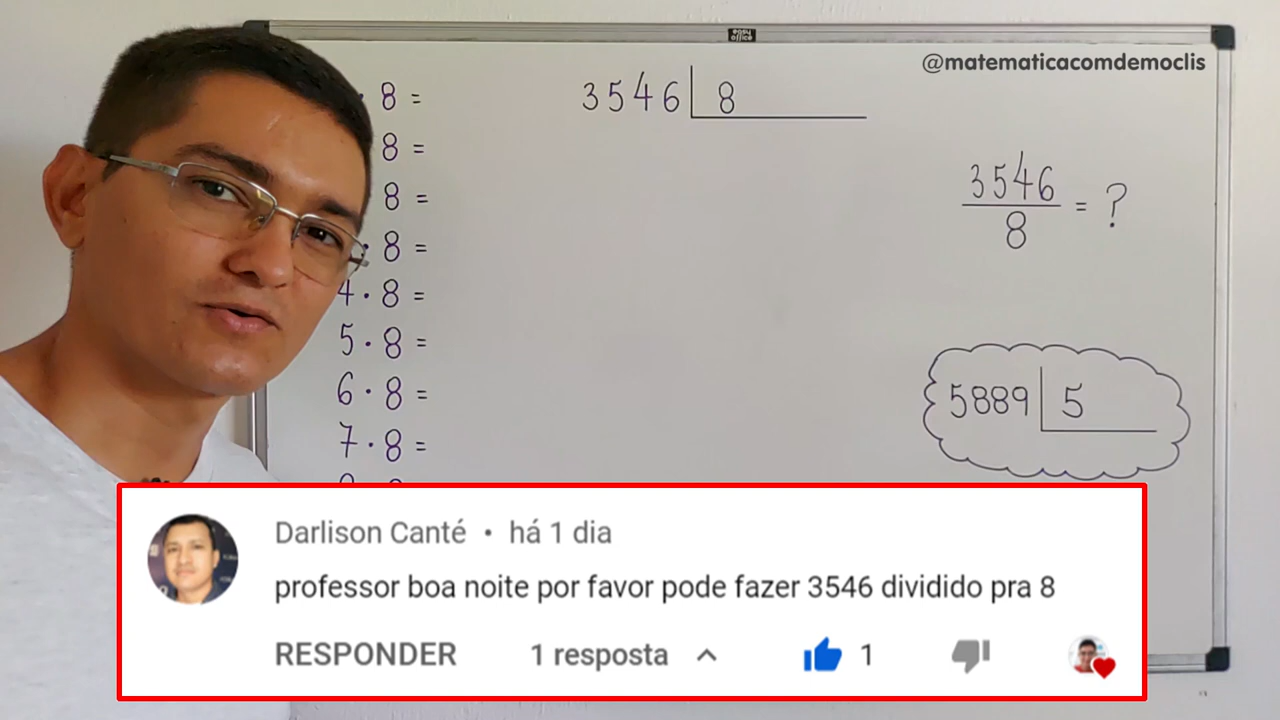 easy office
@matematicacomdemoclis
8 =
8 =
8 =
8 =
4 · 8 =
5 · 8 =
6 · 8 =
7 · 8 =
3546 8
3546
8
= ?
5889 5
Darlison Canté • há 1 dia
professor boa noite por favor pode fazer 3546 dividido pra 8
RESPONDER 1 resposta 1